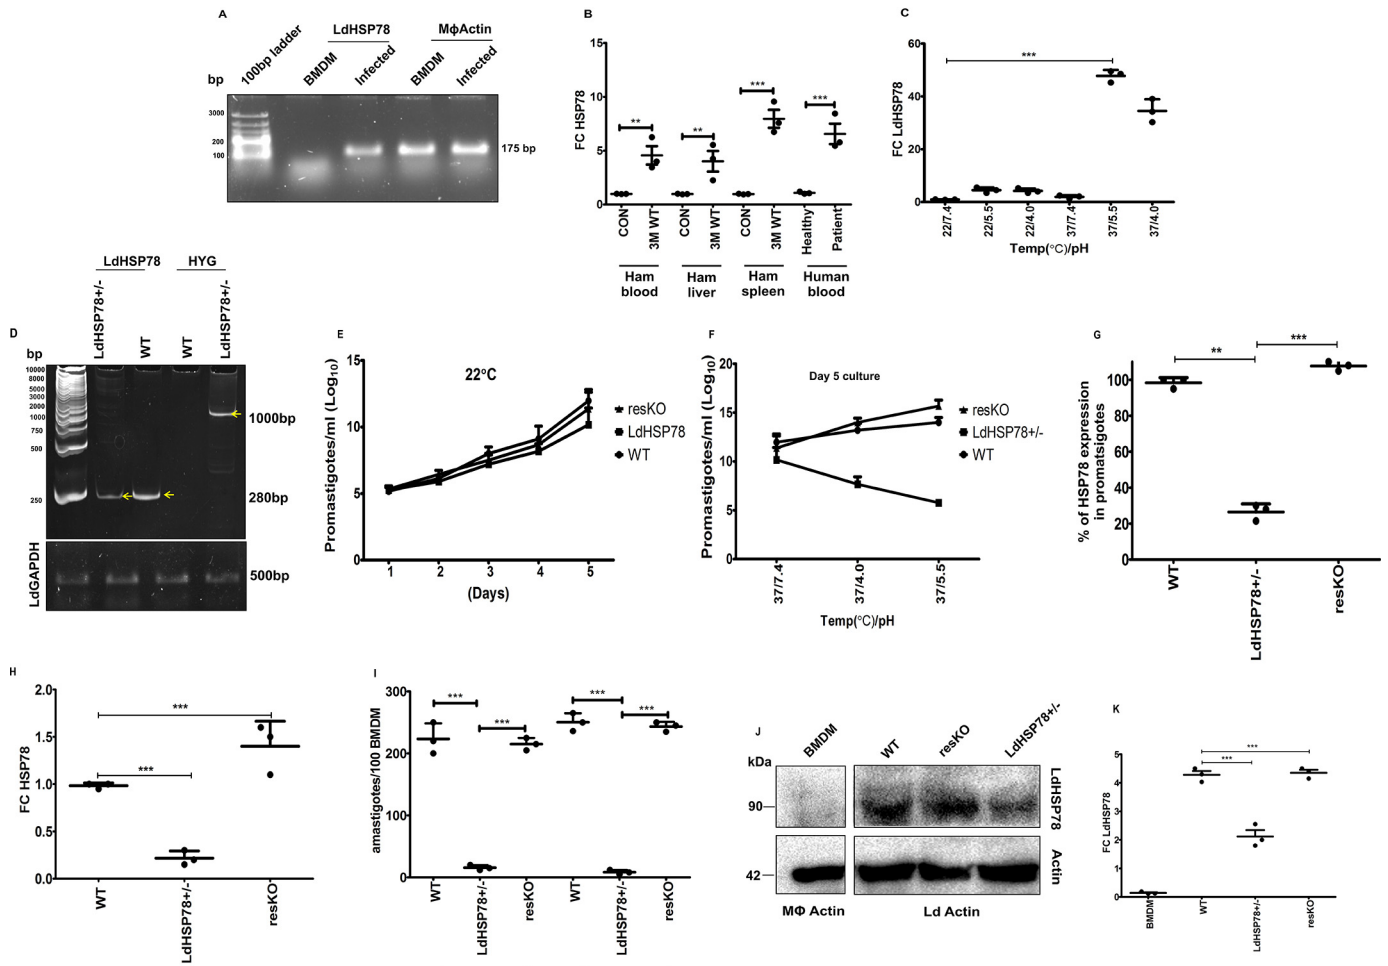 A
LdHSP78
MϕActin
100bp ladder
BMDM
Infected
BMDM
Infected
bp
3000
200
100
175 bp
B
FC HSP78
15
10
5
0
**
**
***
***
CON
3M WT
CON
3M WT
CON
3M WT
Healthy
Patient
Ham
blood
Ham
liver
Ham
spleen
Human
blood
C
FC LdHSP78
60
40
20
0
***
22/7.4
22/5.5
22/4.0
37/7.4
37/5.5
37/4.0
Temp(°C)/pH
D
LdHSP78
HYG
LdHSP78+/-
WT
WT
LdHSP78+/-
bp
10000
8000
5000
3000
2000
1000
750
500
250
1000bp
280bp
LdGAPDH
500bp
E
Promastigotes/ml (Log10)
15
10
5
0
22°C
resKO
LdHSP78
WT
1
2
3
4
5
(Days)
F
Promastigotes/ml (Log10)
20
15
10
5
0
Day 5 culture
resKO
LdHSP78+/-
WT
37/7.4
37/4.0
37/5.5
Temp(°C)/pH
G
% of HSP78 expression
in promatsigotes
100
80
60
40
20
0
**
***
WT
LdHSP78+/-
resKO
H
FC HSP78
2.0
1.5
1.0
0.5
0.0
***
***
WT
LdHSP78+/-
resKO
I
amastigotes/100 BMDM
300
200
100
0
***
***
***
***
WT
LdHSP78+/-
resKO
WT
LdHSP78+/-
resKO
J
BMDM
WT
resKO
LdHSP78+/-
kDa
90
42
LdHSP78
Actin
MΦ Actin
Ld Actin
K
FC LdHSP78
5
4
3
2
1
0
***
***
BMDM
WT
LdHSP78+/-
resKO